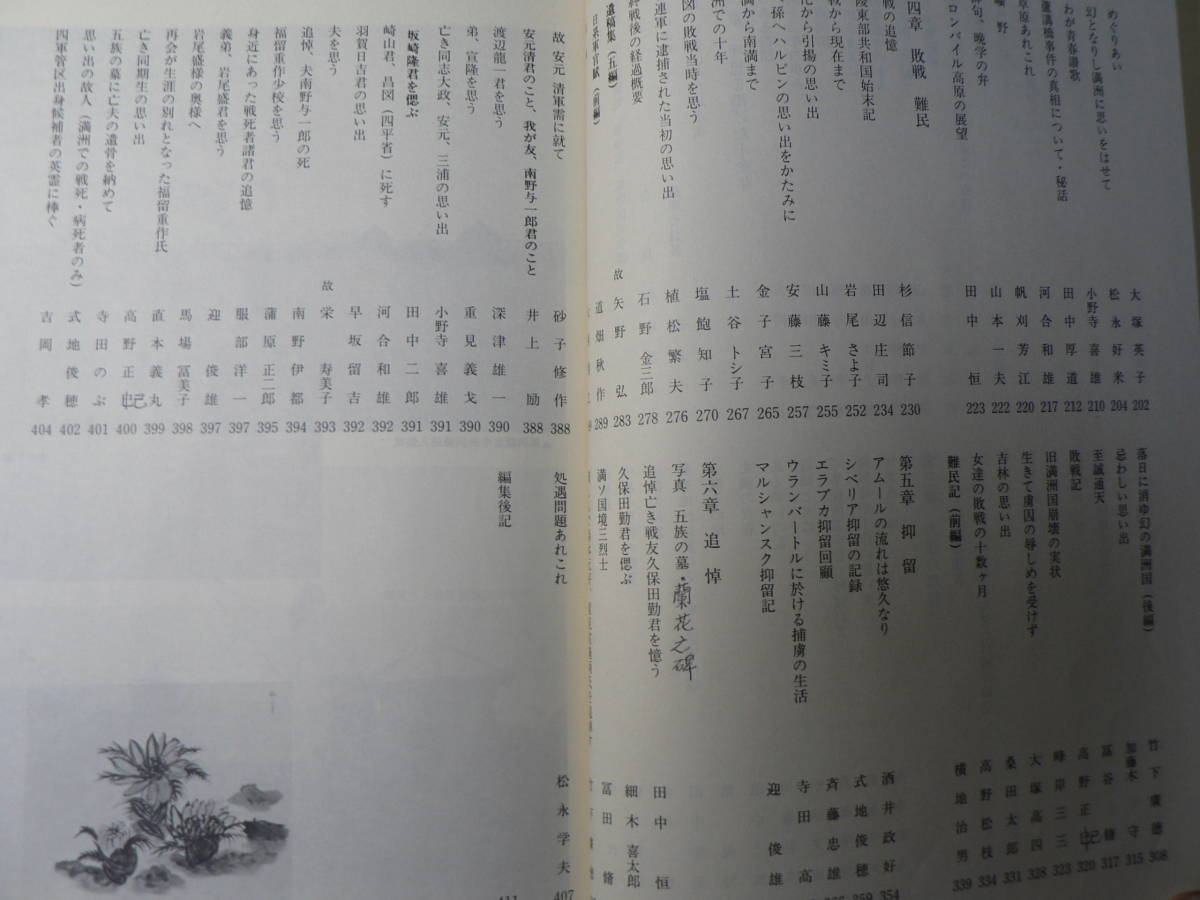 めぐりあい 大塚英子 202
幻となりし満洲に思いをはせて 松永好米 204
わが青春謳歌 小野寺喜雄 210
蘆溝橋事件の真相について・秘話 田中厚道 212
草原あれこれ 河合和雄 217
曠野 帆刈芳江 220
俳句、晩学の弁 山本一夫 222
ロンバイル高原の展望 田中恒 223
四章 敗戦 難民
戦の追憶 杉信節子 230
陵東部共和国始末記 田辺庄司 234
戦から現在まで 岩尾さよ子 252
化から引揚の思い出 山藤キミ子 255
孫へハルビンの思い出をかたみに 安藤三枝 257
満から南満まで 金子宮子 265
洲での十年 土谷トシ子 267
図の敗戦当時を思う 塩飽知子 270
連軍に逮捕された当初の思い出 植松繁夫 276
終戦後の経過概要 石野金三郎 278
遺稿集(五編) 故 矢野弘 283
日系軍官献(前編) 道畑秋作 289
落日に消ゆ幻の満洲国(後編) 竹下廣徳 308
忌わしい思い出 加藤木守 315
至誠通天 冨谷脩 317
敗戦記 高野正 320
旧満洲国崩壊の実状 峰岸三三 323
生きて虜囚の辱しめを受けず 大塚高四 328
吉林の思い出 桑田太郎 331
女達の敗戦の十数ヶ月 高野松枝 334
難民記(前編) 横地治男 339
第五章 抑留
アムールの流れは悠久なり 酒井政好 354
シベリア抑留の記録 式地俊穂 359
エラブカ抑留回顧 斉藤忠雄
ウランバートルに於ける捕虜の生活 寺田高
マルシャンスク抑留記 迎俊雄
第六章 追悼
写真 五族の墓・蘭花之碑
追悼亡き戦友久保田勤君を憶う 田中恒
久保田勤君を偲ぶ 細木喜太郎
満ソ国境三烈士 冨田脩
故 安元 清軍需に就て 砂子修作 388
安元清君のこと、我が友、南野与一郎君のこと 井上励 388
渡辺龍一君を思う 深津雄一 390
弟、宣隆を思う 重見義戈 390
亡き同志大政、安元、三浦の思い出 小野寺喜雄 391
坂崎隆君を偲ぶ 田中二郎 391
崎山君、昌図(四平省)に死す 河合和雄 392
羽賀日吉君の思い出 早坂留吉 392
夫を思う 故 栄寿美子 393
追悼、夫南野与一郎の死 南野伊都 394
福留重作少校を思う 蒲原正二郎 395
身近にあった戦死者諸君の追憶 服部洋一 397
義弟、岩尾盛君を思う 迎俊雄 397
岩尾盛様の奥様へ 馬場冨美子 398
再会が生涯の別れとなった福留重作氏 直本義丸 399
亡き同期生の思い出 高野正 400
五族の墓に亡夫の遺骨を納めて 寺田のぶ 401
思い出の故人(満洲での戦死・病死者のみ) 式地俊穂 402
四軍管区出身候補者の英霊に捧ぐ 吉岡孝 404
処遇問題あれこれ 松永学夫 407
編集後記 411